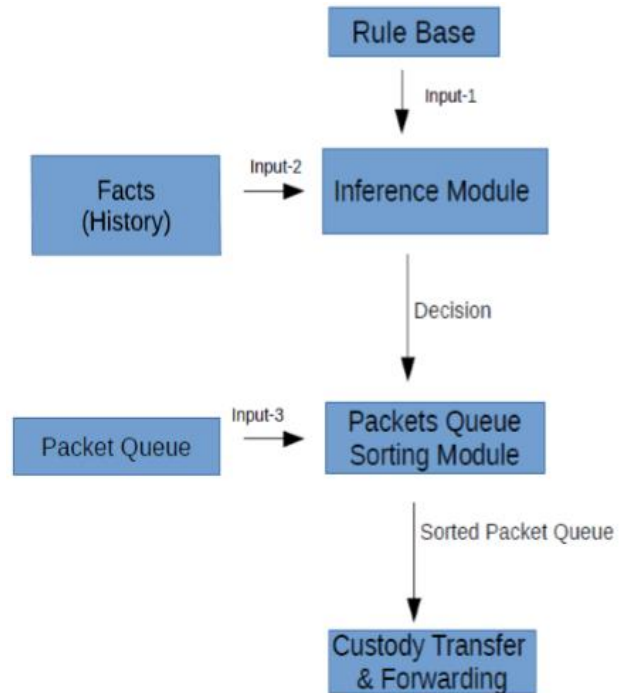 Rule Base
Input-1
Input-2
Facts
(History)
Inference Module
Decision
Input-3
Packet Queue
Packets Queue
Sorting Module
Sorted Packet Queue
Custody Transfer
& Forwarding